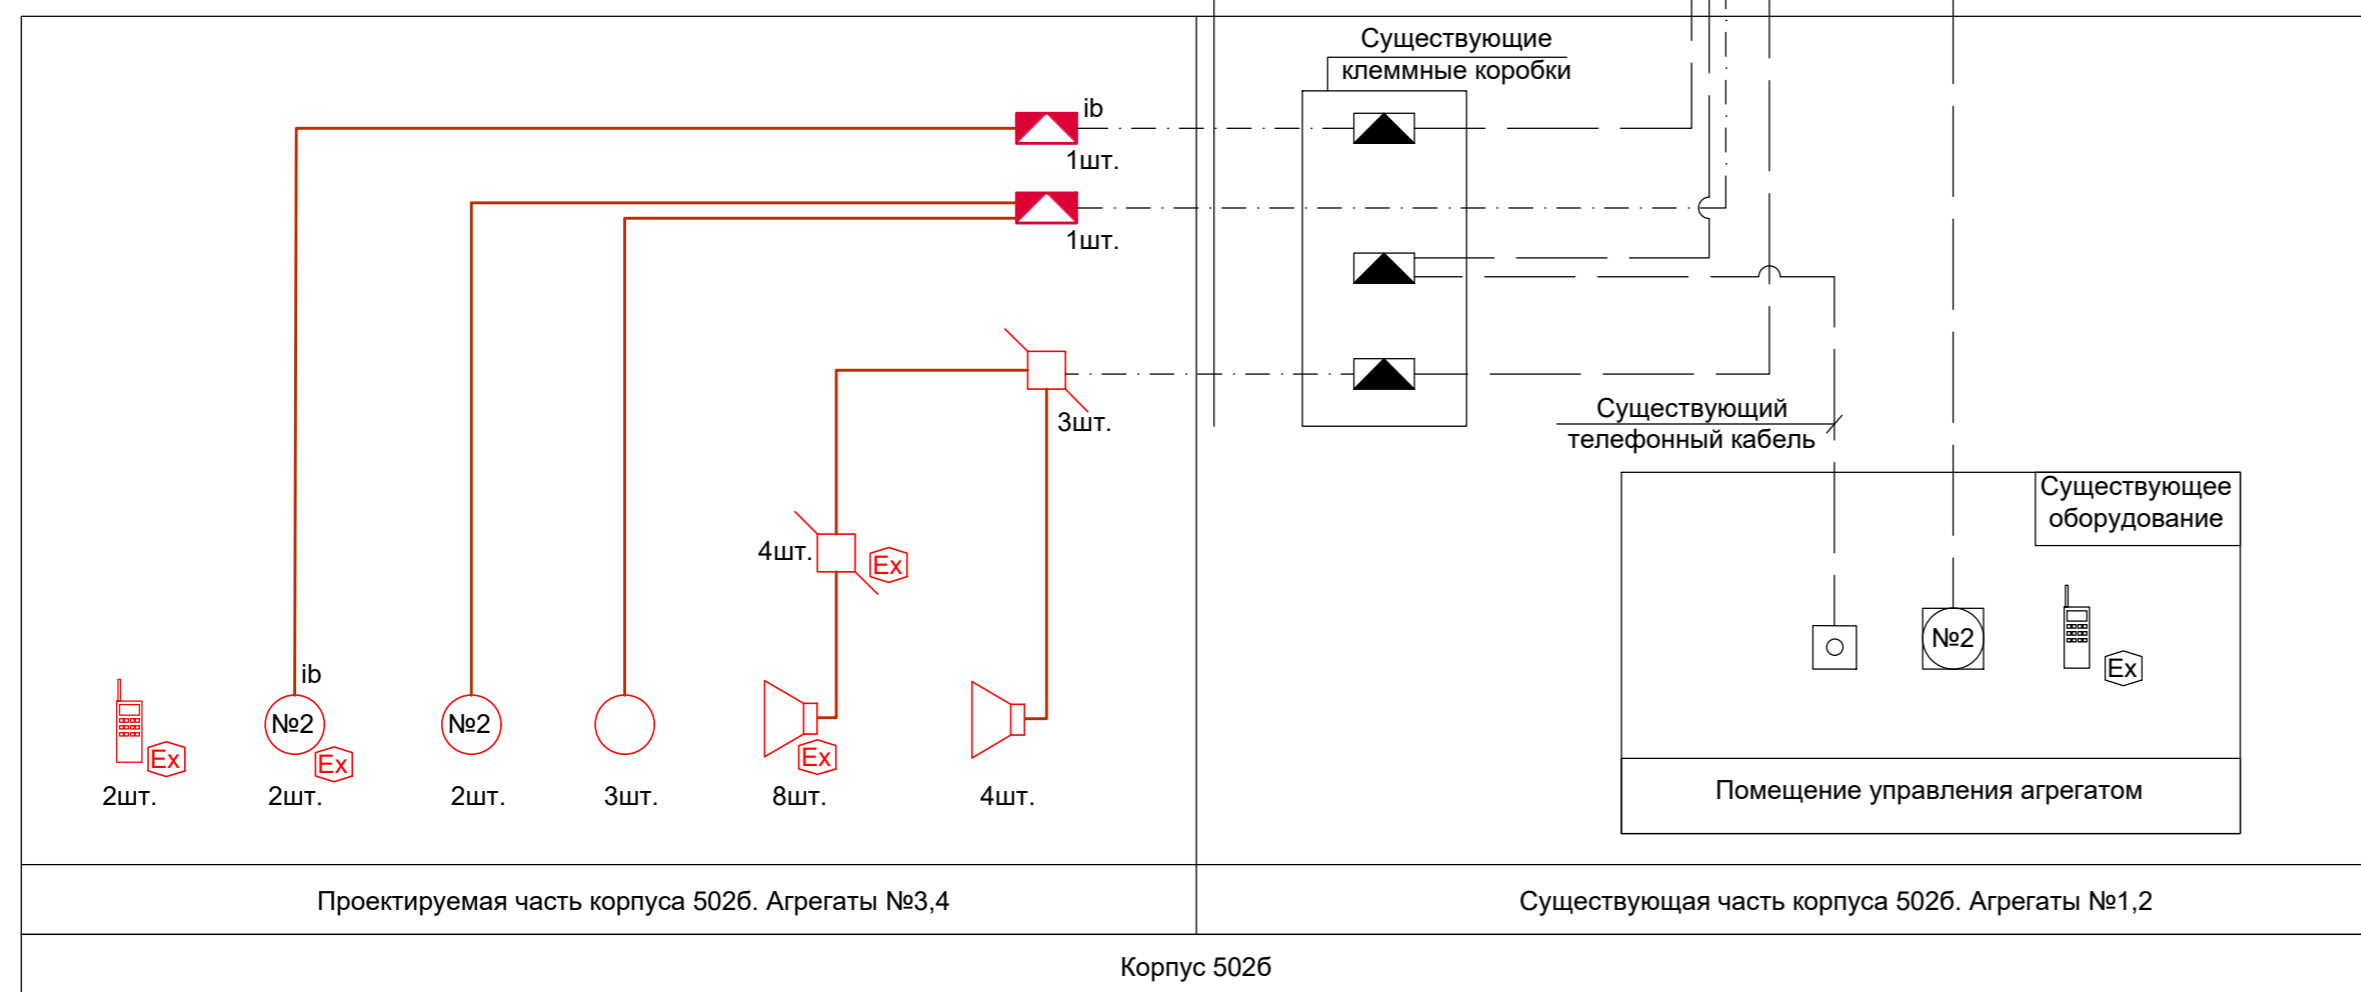 Существующие
клеммные коробки
ib
1шт.
1шт.
3шт.
Существующий
телефонный кабель
4шт.
Ex
Существующее
оборудование
ib
№2
№2
№2
Ex
Ex
Ex
Ex
2шт.
2шт.
2шт.
3шт.
8шт.
4шт.
Помещение управления агрегатом
Проектируемая часть корпуса 502б. Агрегаты №3,4
Существующая часть корпуса 502б. Агрегаты №1,2
Корпус 502б